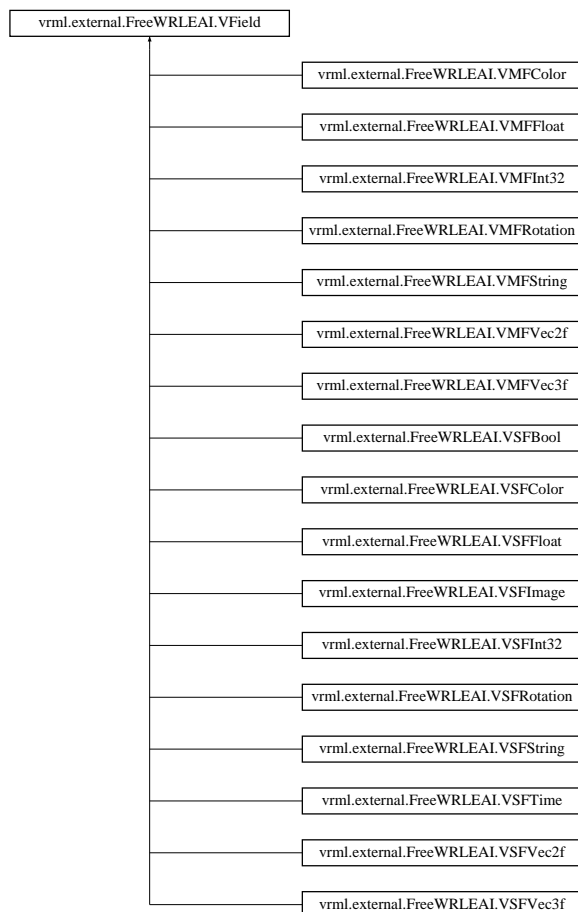 vrml.external.FreeWRLEAI.VField
vrml.external.FreeWRLEAI.VMFColor
vrml.external.FreeWRLEAI.VMFFloat
vrml.external.FreeWRLEAI.VMFInt32
vrml.external.FreeWRLEAI.VMFRotation
vrml.external.FreeWRLEAI.VMFString
vrml.external.FreeWRLEAI.VMFVec2f
vrml.external.FreeWRLEAI.VMFVec3f
vrml.external.FreeWRLEAI.VSFBool
vrml.external.FreeWRLEAI.VSFColor
vrml.external.FreeWRLEAI.VSFFloat
vrml.external.FreeWRLEAI.VSFImage
vrml.external.FreeWRLEAI.VSFInt32
vrml.external.FreeWRLEAI.VSFRotation
vrml.external.FreeWRLEAI.VSFString
vrml.external.FreeWRLEAI.VSFTime
vrml.external.FreeWRLEAI.VSFVec2f
vrml.external.FreeWRLEAI.VSFVec3f